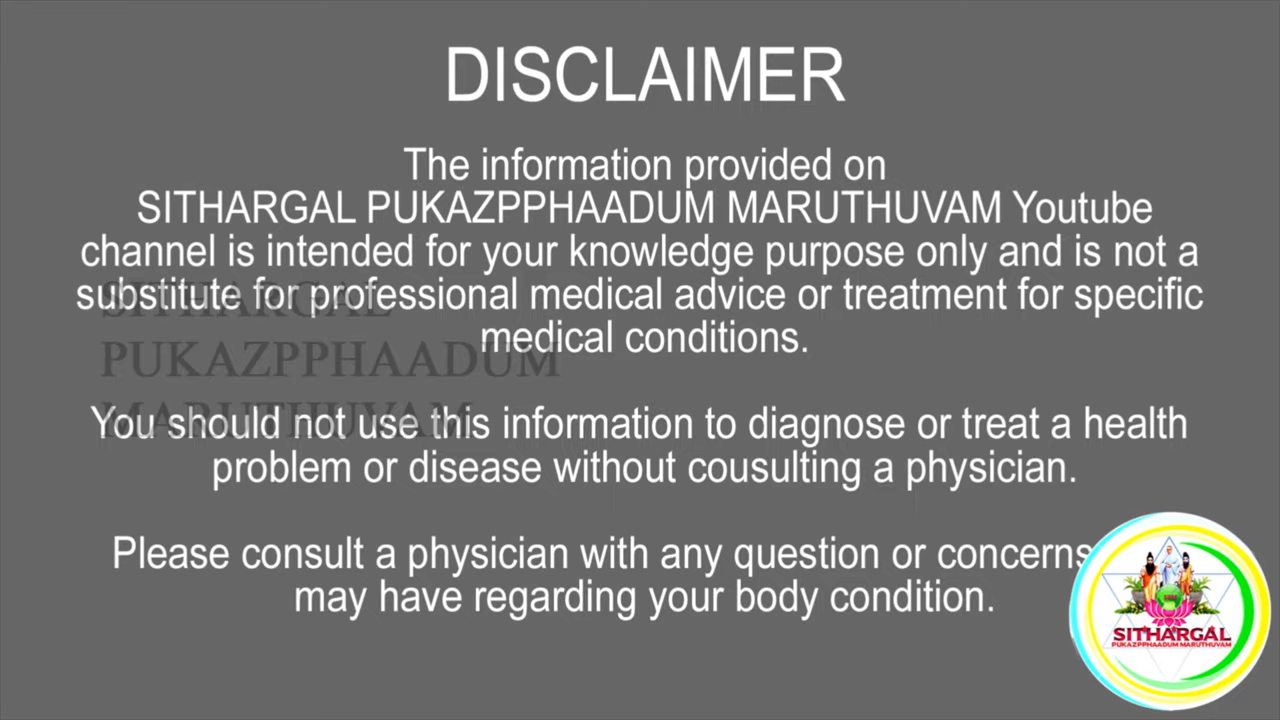 DISCLAIMER
The information provided on
SITHARGAL PUKAZPPHAADUM MARUTHUVAM Youtube
channel is intended for your knowledge purpose only and is not a
substitute for professional medical advice or treatment for specific
medical conditions.
You should not use this information to diagnose or treat a health
problem or disease without cousulting a physician.
Please consult a physician with any question or concerns
may have regarding your body condition.
SITHARGAL
PUKAZPPHAADUM
MARUTHUVAM
SITHARGAL
PUKAZPPHAADUM MARUTHUVAM